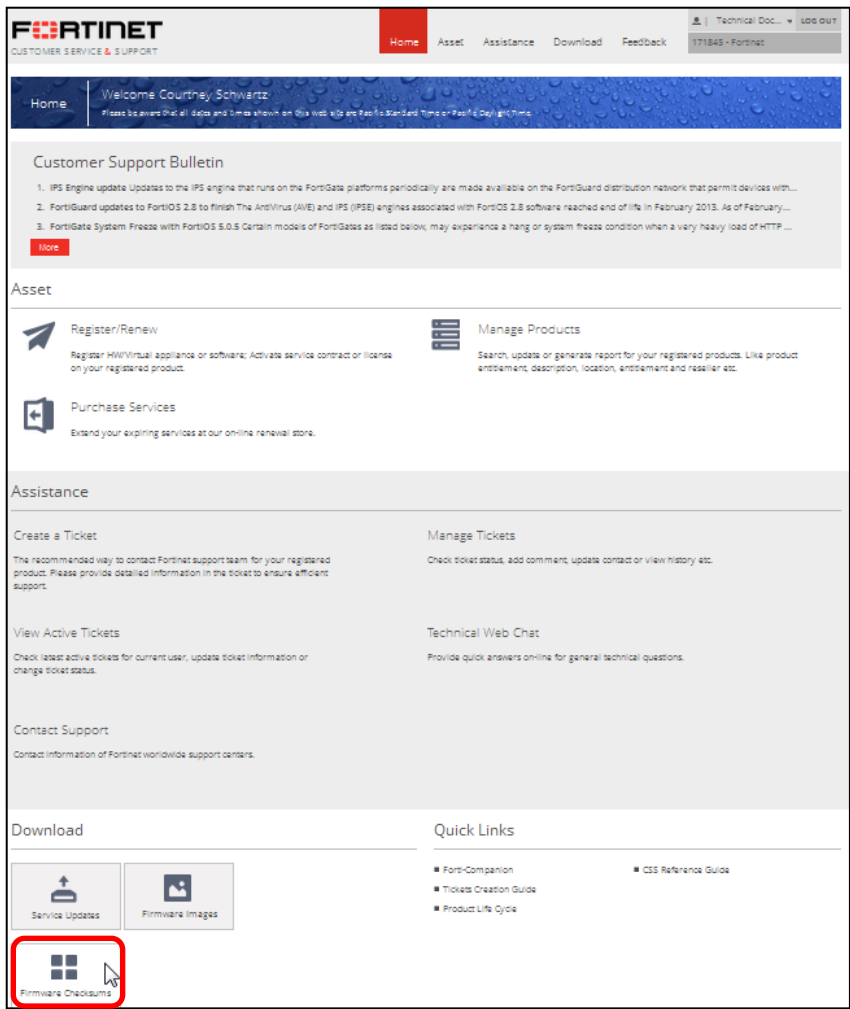 FORTINET
CUSTOMER SERVICE & SUPPORT
Home Asset Assistance Download Feedback
| Technical Doc... LOG OUT
171845 - Fortinet
Home
Welcome Courtney Schwartz
Please be aware that all dates and times shown on this web site are Pacific Standard Time or Pacific Daylight Time.
Customer Support Bulletin
1. IPS Engine update Updates to the IPS engine that runs on the FortiGate platforms periodically are made available on the FortiGuard distribution network that permit devices with...
2. FortiGuard updates to FortiOS 2.8 to finish The AntiVirus (AVE) and IPS (IPSE) engines associated with FortiOS 2.8 software reached end of life in February 2013. As of February...
3. FortiGate System Freeze with FortiOS 5.0.5 Certain models of FortiGates as listed below, may experience a hang or system freeze condition when a very heavy load of HTTP ...
More
Asset
Register/Renew
Register HW/Virtual appliance or software; Activate service contract or license
on your registered product.
Manage Products
Search, update or generate report for your registered products. Like product
entitlement, description, location, entitlement and reseller etc.
Purchase Services
Extend your expiring services at our on-line renewal store.
Assistance
Create a Ticket
The recommended way to contact Fortinet support team for your registered
product. Please provide detailed information in the ticket to ensure efficient
support.
Manage Tickets
Check ticket status, add comment, update contact or view history etc.
View Active Tickets
Check latest active tickets for current user, update ticket information or
change ticket status.
Technical Web Chat
Provide quick answers on-line for general technical questions.
Contact Support
Contact information of Fortinet worldwide support centers.
Download
Service Updates
Firmware Images
Firmware Checksums
Quick Links
Forti-Companion
Tickets Creation Guide
Product Life Cycle
CSS Reference Guide